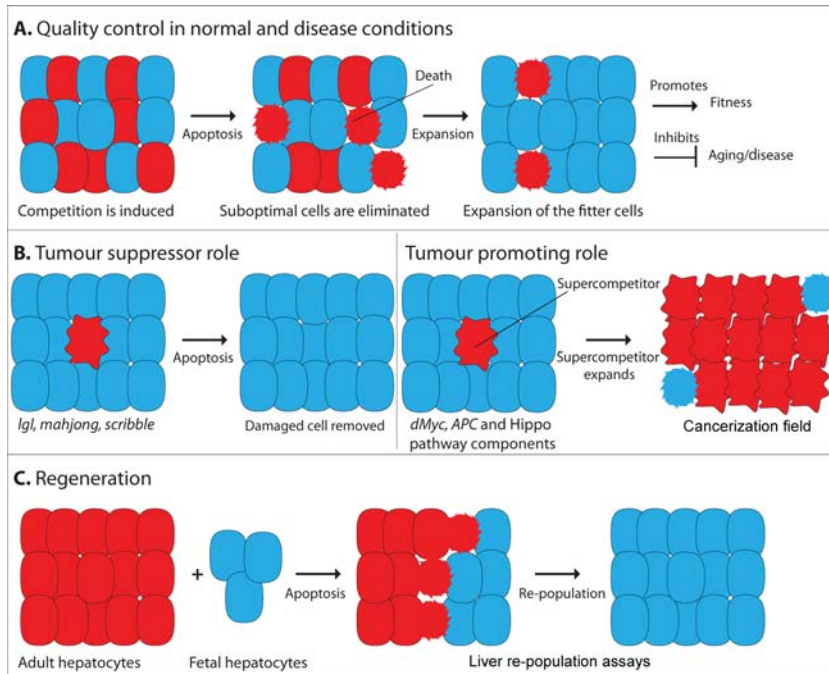 A. Quality control in normal and disease conditions
Death
Promotes
Apoptosis
Expansion
Fitness
Inhibits
Aging/disease
Competition is induced
Suboptimal cells are eliminated
Expansion of the fitter cells
B. Tumour suppressor role
Apoptosis
lgl, mahjong, scribble
Damaged cell removed
Tumour promoting role
Supercompetitor
Supercompetitor
expands
dMyc, APC and Hippo
pathway components
Cancerization field
C. Regeneration
+
Apoptosis
Re-population
Adult hepatocytes
Fetal hepatocytes
Liver re-population assays